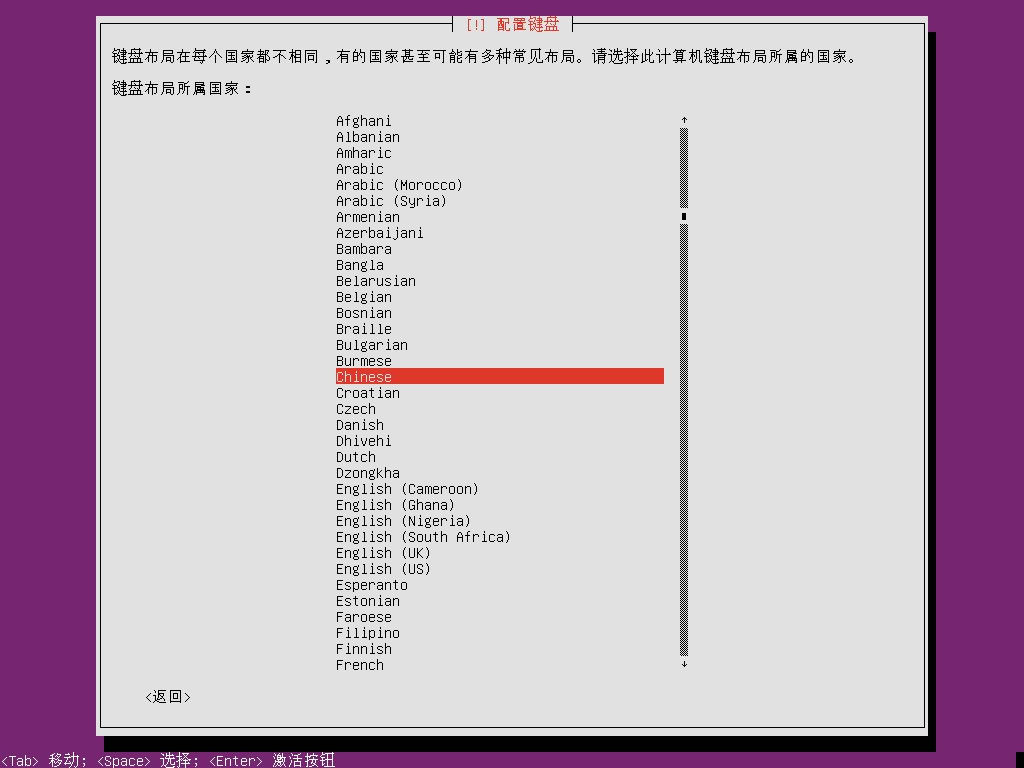 [!] 配置键盘
键盘布局在每个国家都不相同,有的国家甚至可能有多种常见布局。请选择此计算机键盘布局所属的国家。
键盘布局所属国家:
Afghani
Albanian
Amharic
Arabic
Arabic (Morocco)
Arabic (Syria)
Armenian
Azerbaijani
Bambara
Bangla
Belarusian
Belgian
Bosnian
Braille
Bulgarian
Burmese
Chinese
Croatian
Czech
Danish
Dhivehi
Dutch
Dzongkha
English (Cameroon)
English (Ghana)
English (Nigeria)
English (South Africa)
English (UK)
English (US)
Esperanto
Estonian
Faroese
Filipino
Finnish
French
<返回>
<Tab> 移动; <Space> 选择; <Enter> 激活按钮